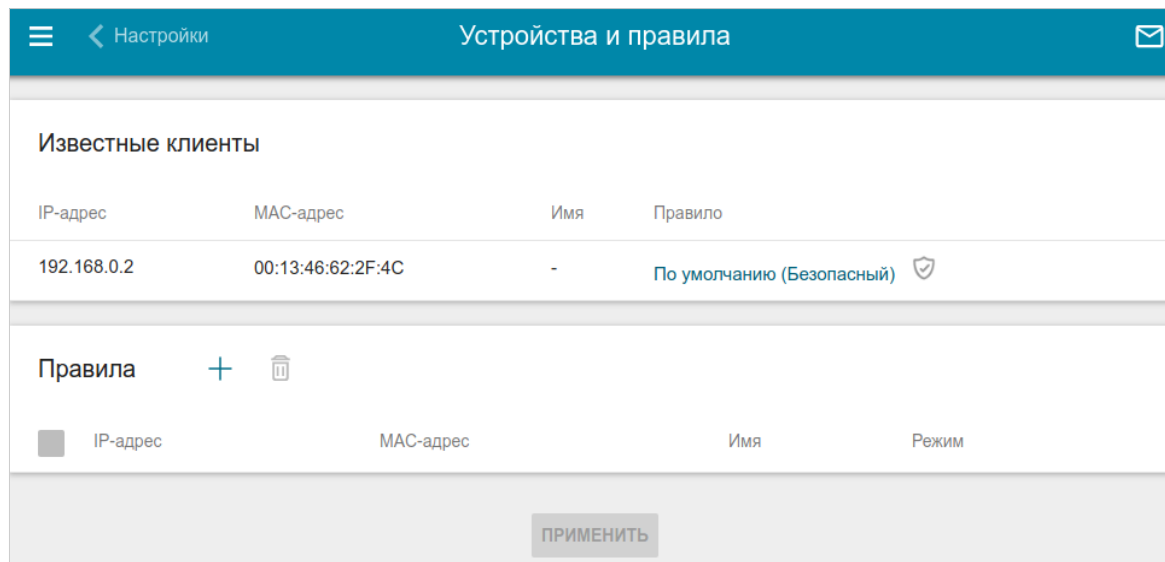 Настройки Устройства и правила
Известные клиенты
IP-адрес MAC-адрес Имя Правило
192.168.0.2 00:13:46:62:2F:4C - По умолчанию (Безопасный)
Правила
IP-адрес MAC-адрес Имя Режим
ПРИМЕНИТЬ